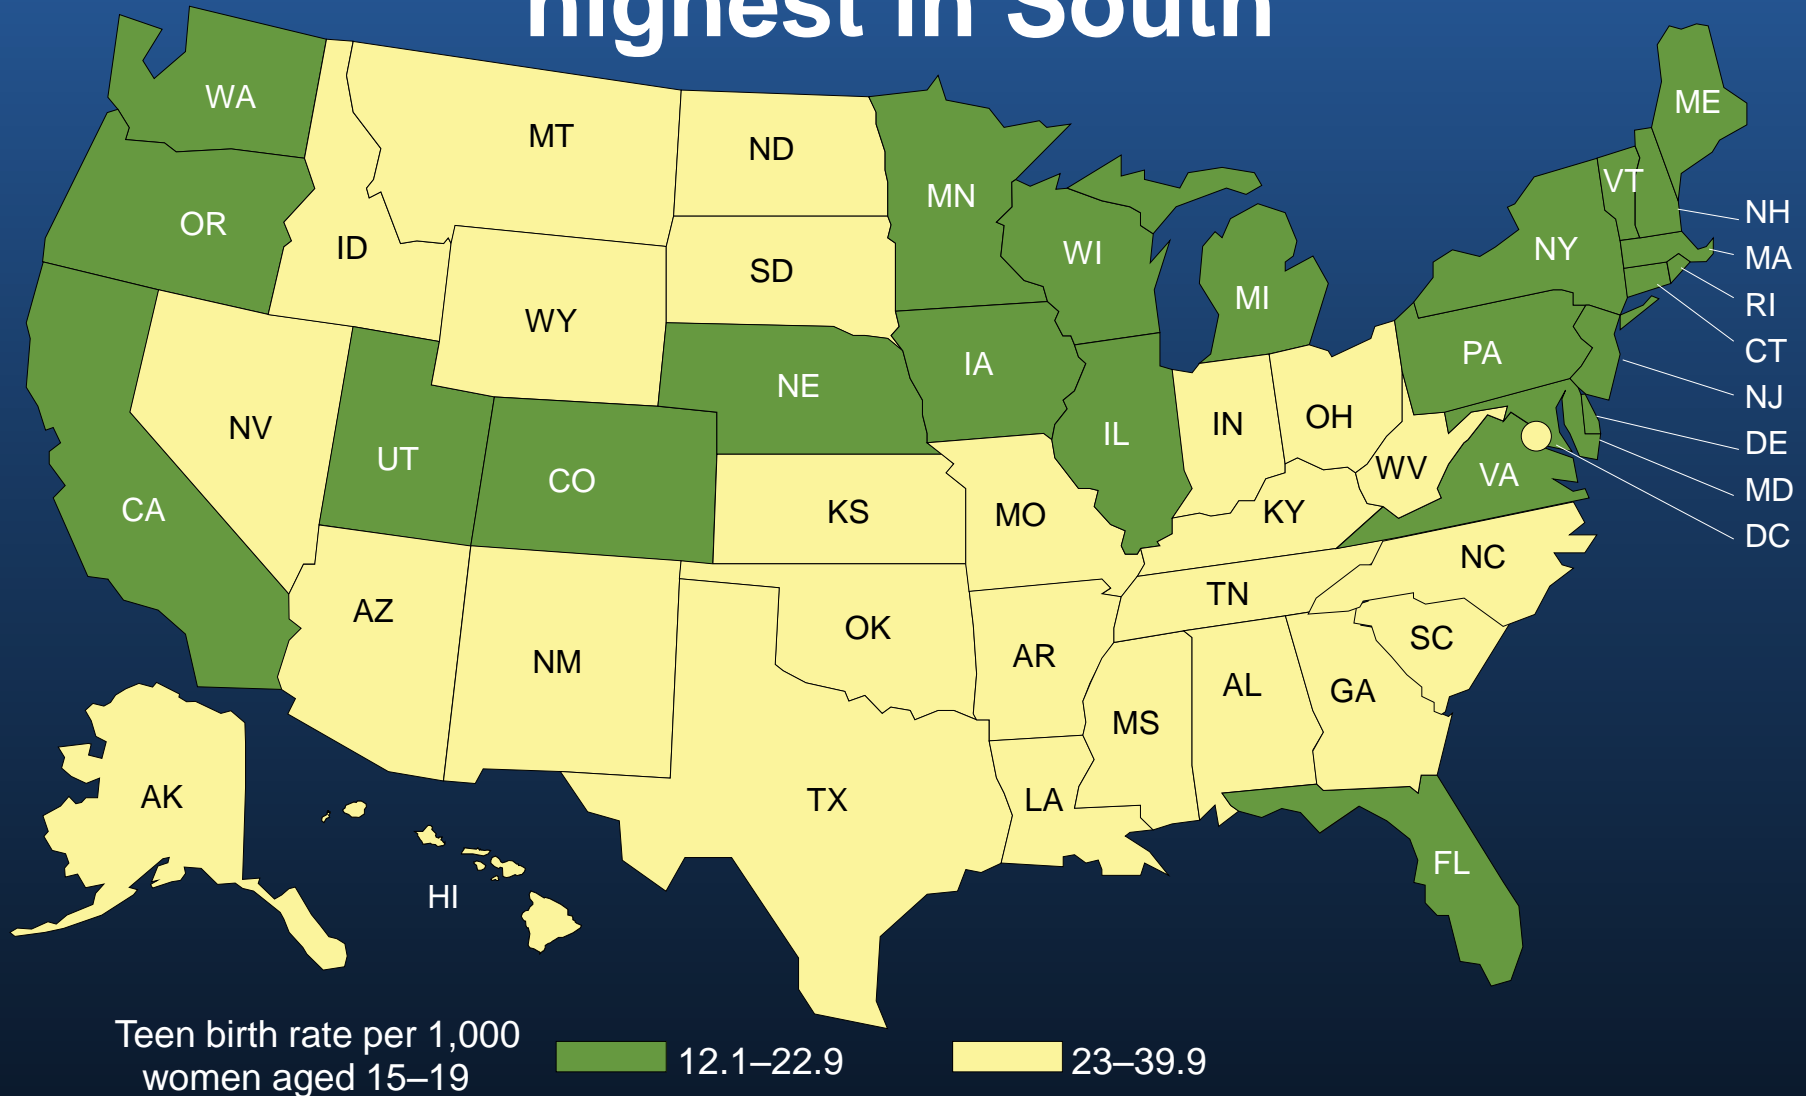 highest in South
WA
MT
ND
MN
ME
VT
NH
OR
ID
SD
WI
NY
MA
WY
MI
RI
CT
NE
IA
PA
NJ
NV
UT
CO
IL
IN
OH
DE
WV
VA
MD
CA
KS
MO
KY
DC
NC
AZ
NM
OK
AR
TN
SC
AK
TX
LA
MS
AL
GA
HI
FL
Teen birth rate per 1,000
women aged 15–19
12.1–22.9
23–39.9